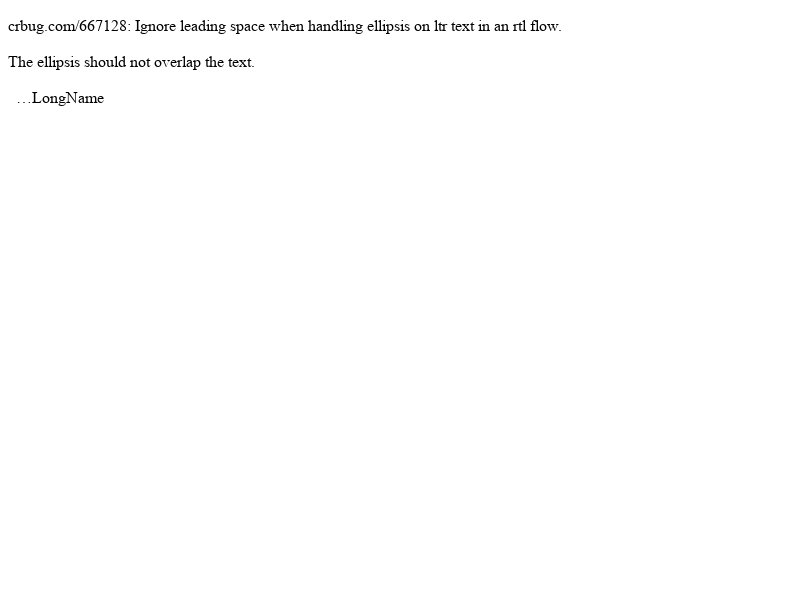 crbug.com/667128: Ignore leading space when handling ellipsis on ltr text in an rtl flow.
The ellipsis should not overlap the text.
…LongName